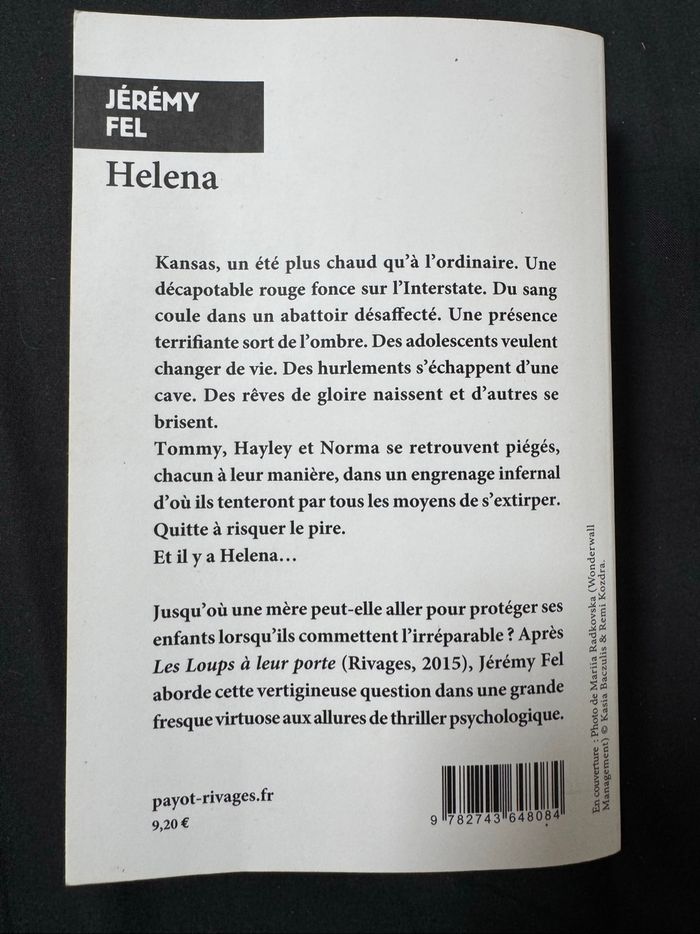 JÉRÉMY
FEL
Helena
Kansas, un été plus chaud qu’à l’ordinaire. Une
décapotable rouge fonce sur l’Interstate. Du sang
coule dans un abattoir désaffecté. Une présence
terrifiante sort de l’ombre. Des adolescents veulent
changer de vie. Des hurlements s’échappent d’une
cave. Des rêves de gloire naissent et d’autres se
brisent.
Tommy, Hayley et Norma se retrouvent piégés,
chacun à leur manière, dans un engrenage infernal
d’où ils tenteront par tous les moyens de s’extirper.
Quitte à risquer le pire.
Et il y a Helena…
Jusqu’où une mère peut-elle aller pour protéger ses
enfants lorsqu’ils commettent l’irréparable ? Après
Les Loups à leur porte (Rivages, 2015), Jérémy Fel
aborde cette vertigineuse question dans une grande
fresque virtuose aux allures de thriller psychologique.
payot-rivages.fr
9,20 €
9 782743 648084
En couverture : Photo de Mariia Radkovska (Wonderwall
Management) © Kasia Baczulis & Remi Kozdra.